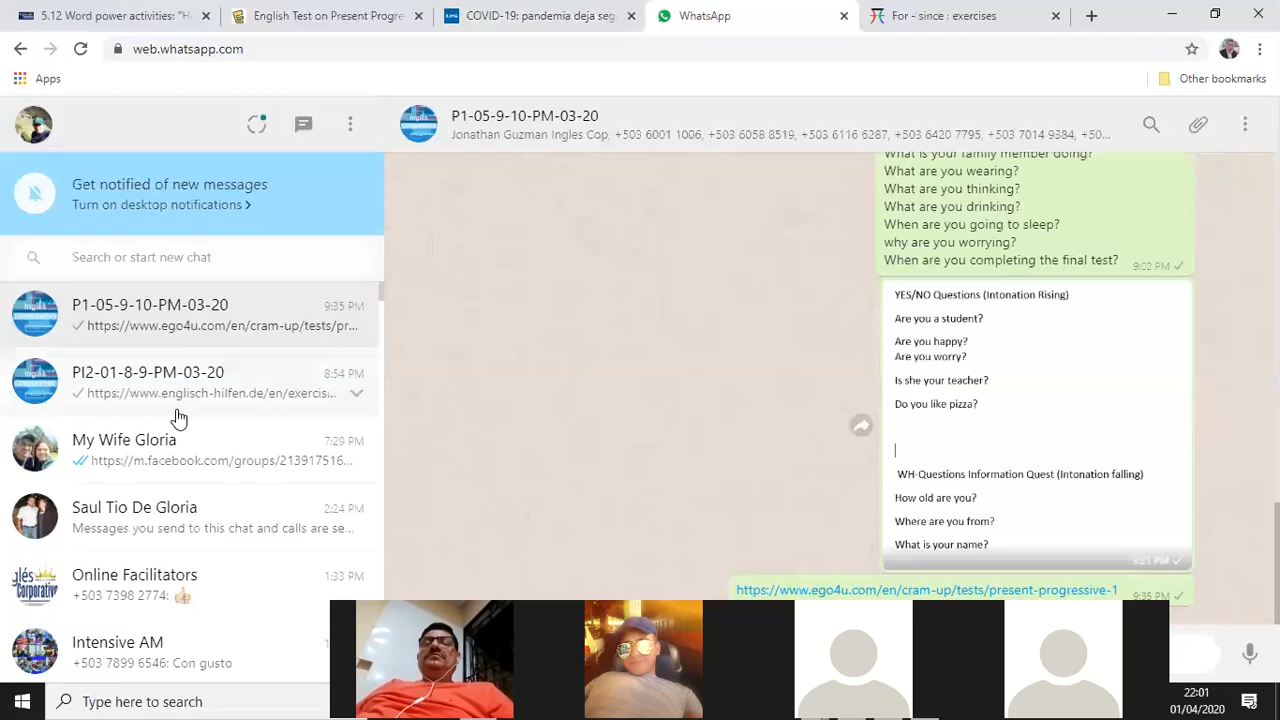 5.12 Word power activities
English Test on Present Progre
COVID-19: pandemia deja seg
WhatsApp
For - since : exercises
web.whatsapp.com
Apps
Other bookmarks
P1-05-9-10-PM-03-20
Jonathan Guzman Ingles Cop, +503 6001 1006, +503 6058 8519, +503 6116 6287, +503 6420 7795, +503 7014 9384, +50...
Get notified of new messages
Turn on desktop notifications >
Search or start new chat
P1-05-9-10-PM-03-20 9:35 PM
https://www.ego4u.com/en/cram-up/tests/pr...
PI2-01-8-9-PM-03-20 8:54 PM
https://www.englisch-hilfen.de/en/exercis...
My Wife Gloria 7:29 PM
https://m.facebook.com/groups/213917516...
Saul Tio De Gloria 2:24 PM
Messages you send to this chat and calls are se...
Online Facilitators 1:33 PM
+503 7398 2774:
Intensive AM
+503 7899 6546: Con gusto
What is your family member doing?
What are you wearing?
What are you thinking?
What are you drinking?
When are you going to sleep?
why are you worrying?
When are you completing the final test?
9:02 PM
YES/NO Questions (Intonation Rising)
Are you a student?
Are you happy?
Are you worry?
Is she your teacher?
Do you like pizza?
WH-Questions Information Quest (Intonation falling)
How old are you?
Where are you from?
What is your name?
https://www.ego4u.com/en/cram-up/tests/present-progressive-1
9:35 PM
Type here to search
22:01
01/04/2020